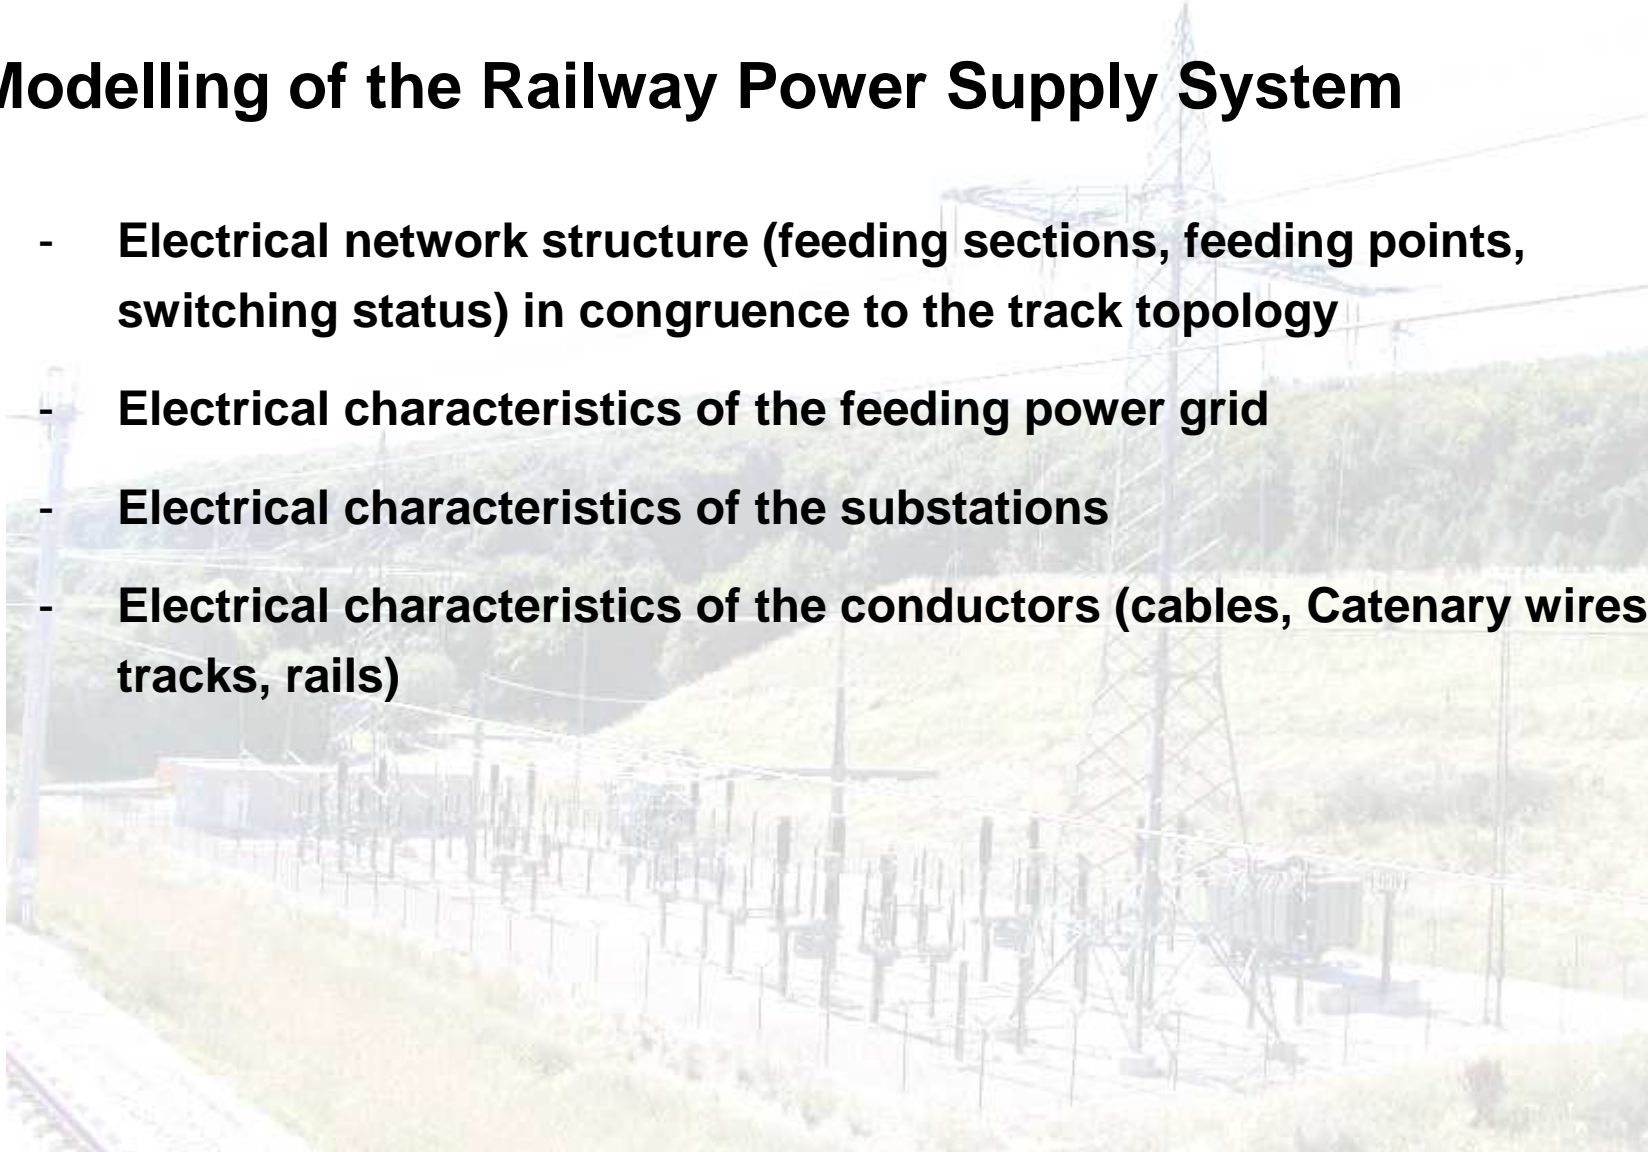 Modelling of the Railway Power Supply System
- Electrical network structure (feeding sections, feeding points,
switching status) in congruence to the track topology
- Electrical characteristics of the feeding power grid
- Electrical characteristics of the substations
- Electrical characteristics of the conductors (cables, Catenary wires
tracks, rails)